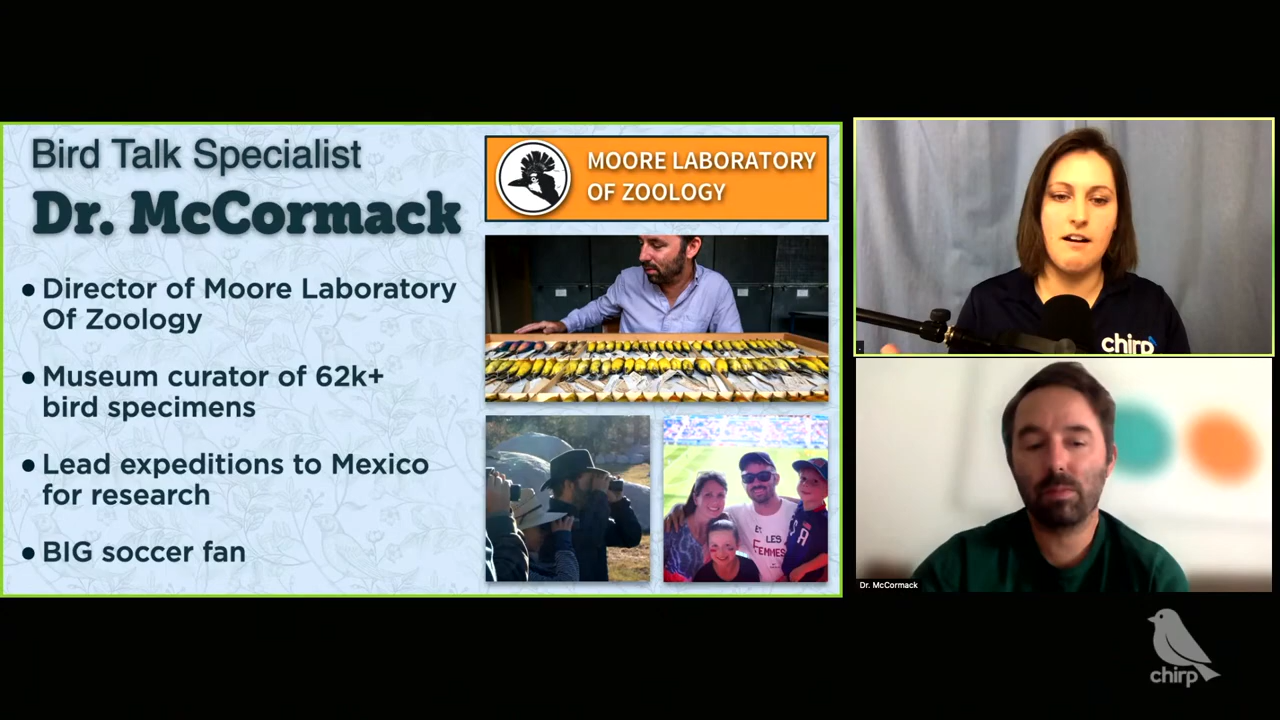 Bird Talk Specialist
Dr. McCormack
• Director of Moore Laboratory
Of Zoology
• Museum curator of 62k+
bird specimens
• Lead expeditions to Mexico
for research
• BIG soccer fan
MOORE LABORATORY
OF ZOOLOGY
LES
FEMMES
chirp
Dr. McCormack
chirp